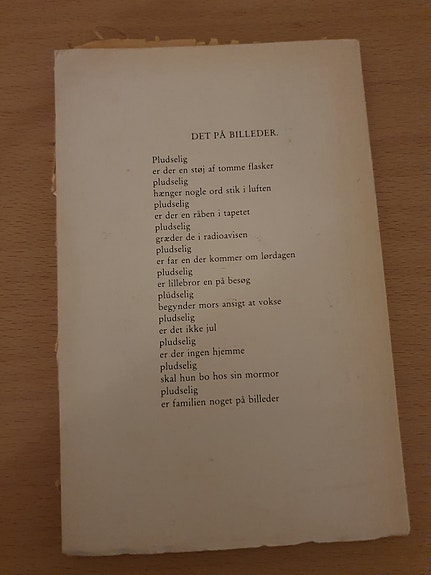 DET PÅ BILLEDER.
Pludselig
er der en støj af tomme flasker
pludselig
hænger nogle ord stik i luften
pludselig
er der en råben i tapetet
pludselig
græder de i radioavisen
pludselig
er far en der kommer om lørdagen
pludselig
er lillebror en på besøg
pludselig
begynder mors ansigt at vokse
pludselig
er det ikke jul
pludselig
er der ingen hjemme
pludselig
skal hun bo hos sin mormor
pludselig
er familien noget på billeder